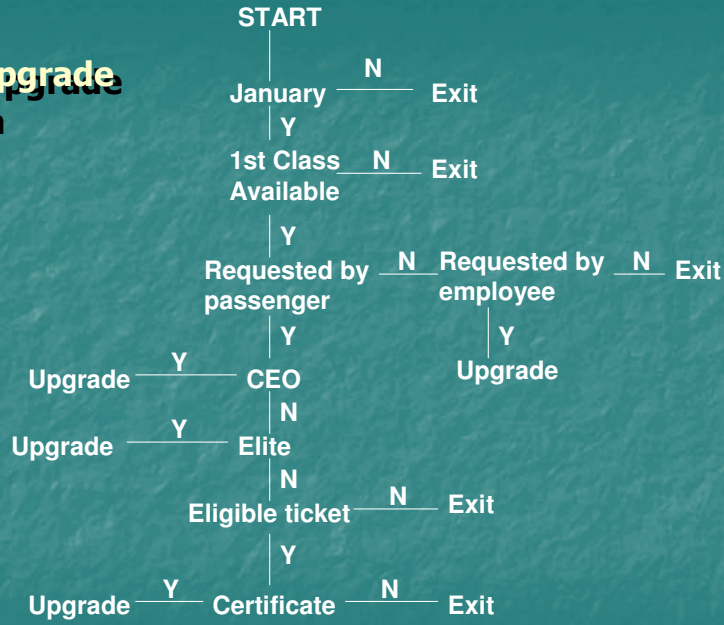 START
pgrade
January
N
Exit
Y
1st Class
Available
N
Exit
Y
Requested by
passenger
N
Requested by
employee
N
Exit
Y
Y
Upgrade
Upgrade
Y
CEO
N
Upgrade
Y
Elite
N
Eligible ticket
N
Exit
Y
Upgrade
Y
Certificate
N
Exit